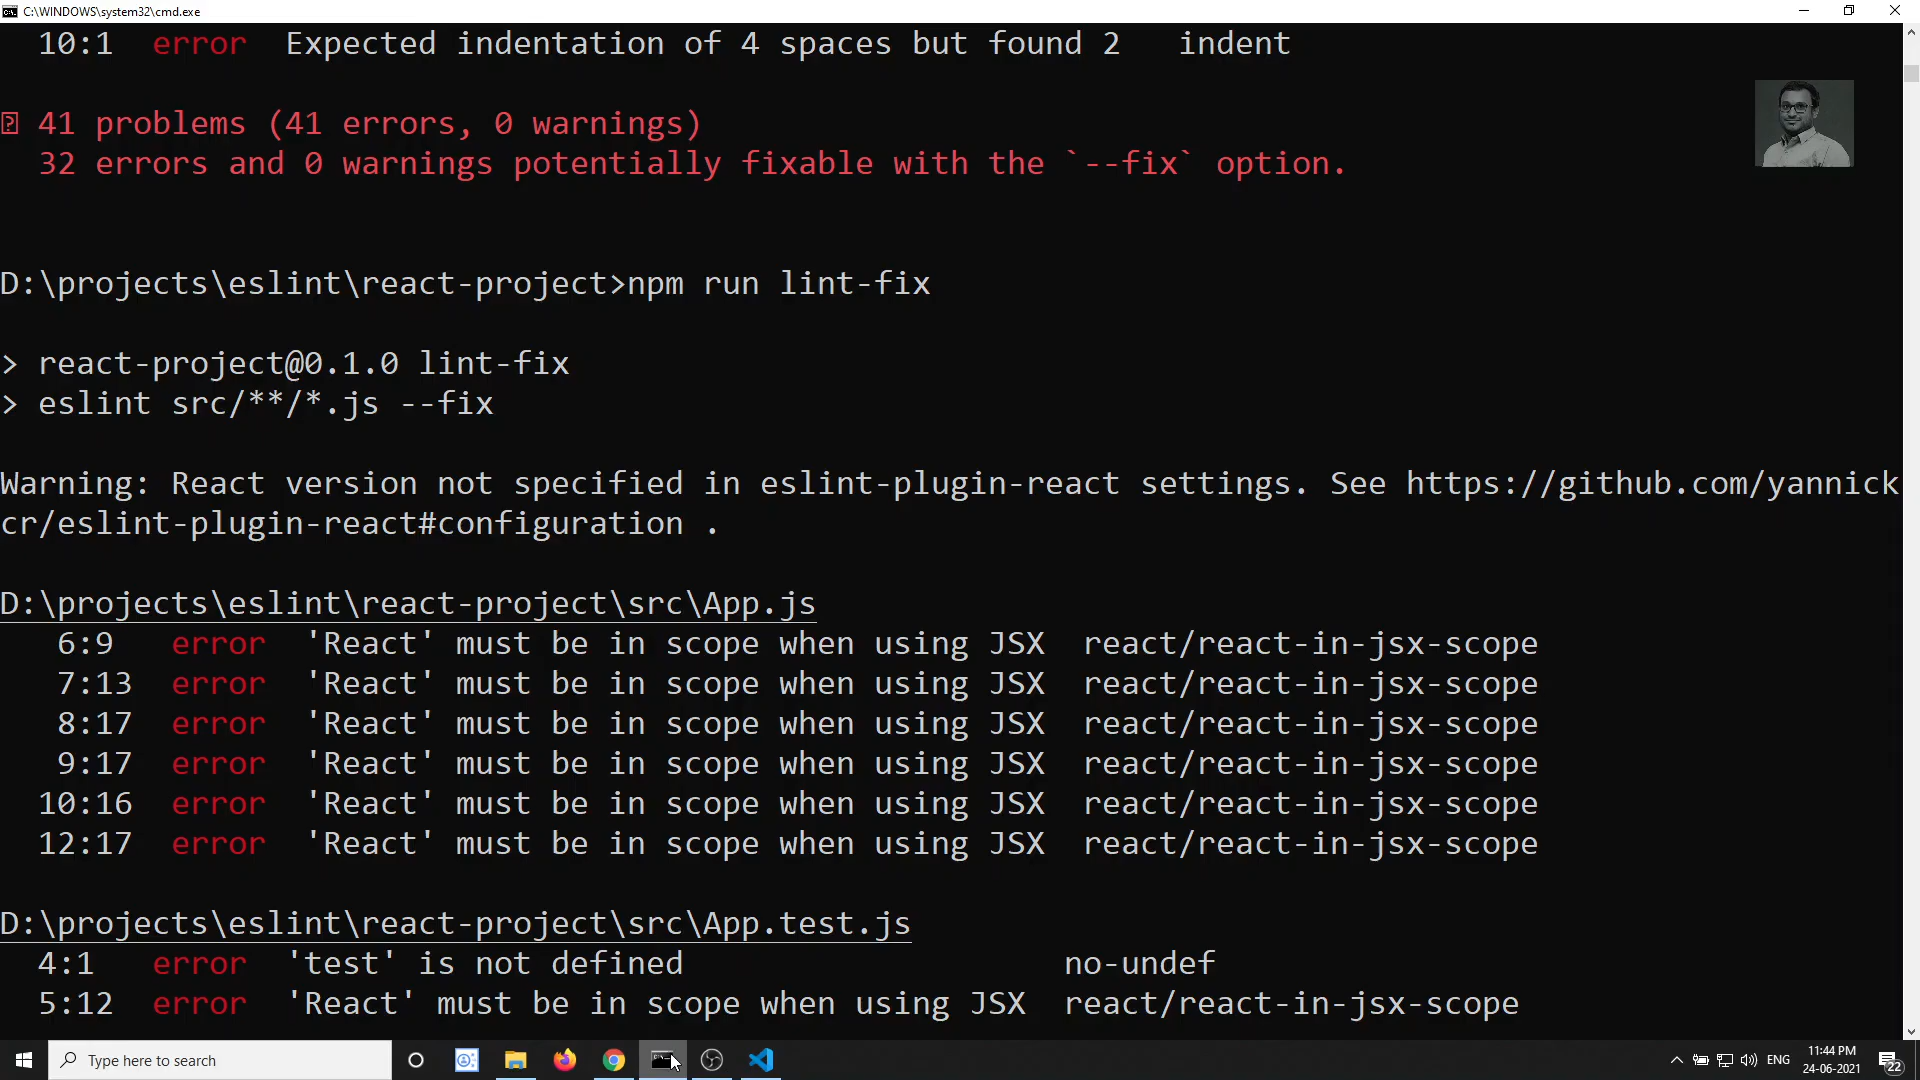 C:\WINDOWS\system32\cmd.exe
10:1 error Expected indentation of 4 spaces but found 2 indent
41 problems (41 errors, 0 warnings)
32 errors and 0 warnings potentially fixable with the `--fix` option.
D:\projects\eslint\react-project>npm run lint-fix
> react-project@0.1.0 lint-fix
> eslint src/**/*.js --fix
Warning: React version not specified in eslint-plugin-react settings. See https://github.com/yannick
cr/eslint-plugin-react#configuration .
D:\projects\eslint\react-project\src\App.js
6:9 error 'React' must be in scope when using JSX react/react-in-jsx-scope
7:13 error 'React' must be in scope when using JSX react/react-in-jsx-scope
8:17 error 'React' must be in scope when using JSX react/react-in-jsx-scope
9:17 error 'React' must be in scope when using JSX react/react-in-jsx-scope
10:16 error 'React' must be in scope when using JSX react/react-in-jsx-scope
12:17 error 'React' must be in scope when using JSX react/react-in-jsx-scope
D:\projects\eslint\react-project\src\App.test.js
4:1 error 'test' is not defined no-undef
5:12 error 'React' must be in scope when using JSX react/react-in-jsx-scope
Type here to search
ENG
11:44 PM
24-06-2021
22